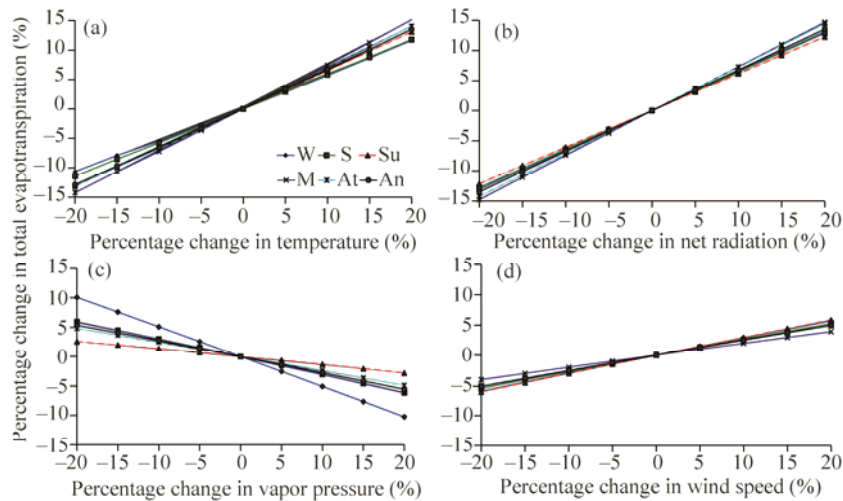 Percentage change in total evapotranspiration (%)
(a)
15
10
5
0
−5
−10
−15
W S Su
M At An
−20 −15 −10 −5 0 5 10 15 20
Percentage change in temperature (%)
(b)
15
10
5
0
−5
−10
−15
−20 −15 −10 −5 0 5 10 15 20
Percentage change in net radiation (%)
(c)
15
10
5
0
−5
−10
−15
−20 −15 −10 −5 0 5 10 15 20
Percentage change in vapor pressure (%)
(d)
15
10
5
0
−5
−10
−15
−20 −15 −10 −5 0 5 10 15 20
Percentage change in wind speed (%)